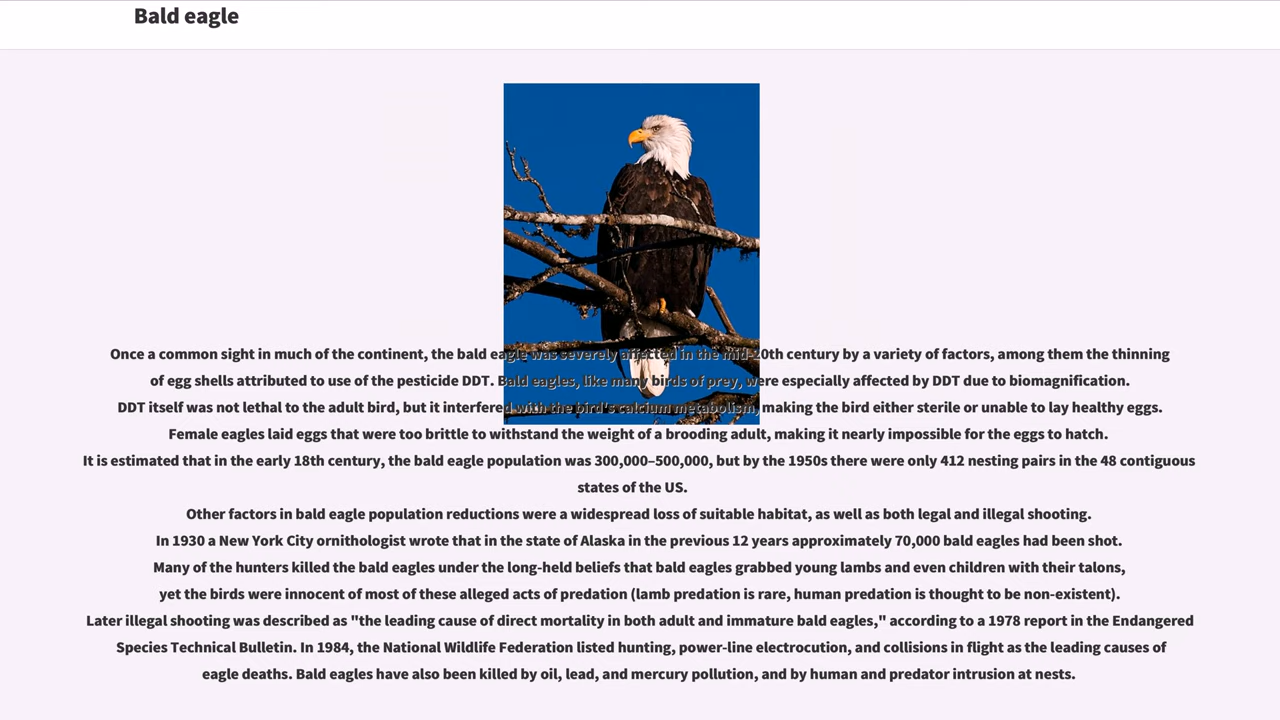 Bald eagle
Once a common sight in much of the continent, the bald eagle was severely affected in the mid-20th century by a variety of factors, among them the thinning
of egg shells attributed to use of the pesticide DDT. Bald eagles, like many birds of prey, were especially affected by DDT due to biomagnification.
DDT itself was not lethal to the adult bird, but it interfered with the bird's calcium metabolism, making the bird either sterile or unable to lay healthy eggs.
Female eagles laid eggs that were too brittle to withstand the weight of a brooding adult, making it nearly impossible for the eggs to hatch.
It is estimated that in the early 18th century, the bald eagle population was 300,000–500,000, but by the 1950s there were only 412 nesting pairs in the 48 contiguous
states of the US.
Other factors in bald eagle population reductions were a widespread loss of suitable habitat, as well as both legal and illegal shooting.
In 1930 a New York City ornithologist wrote that in the state of Alaska in the previous 12 years approximately 70,000 bald eagles had been shot.
Many of the hunters killed the bald eagles under the long-held beliefs that bald eagles grabbed young lambs and even children with their talons,
yet the birds were innocent of most of these alleged acts of predation (lamb predation is rare, human predation is thought to be non-existent).
Later illegal shooting was described as "the leading cause of direct mortality in both adult and immature bald eagles," according to a 1978 report in the Endangered
Species Technical Bulletin. In 1984, the National Wildlife Federation listed hunting, power-line electrocution, and collisions in flight as the leading causes of
eagle deaths. Bald eagles have also been killed by oil, lead, and mercury pollution, and by human and predator intrusion at nests.